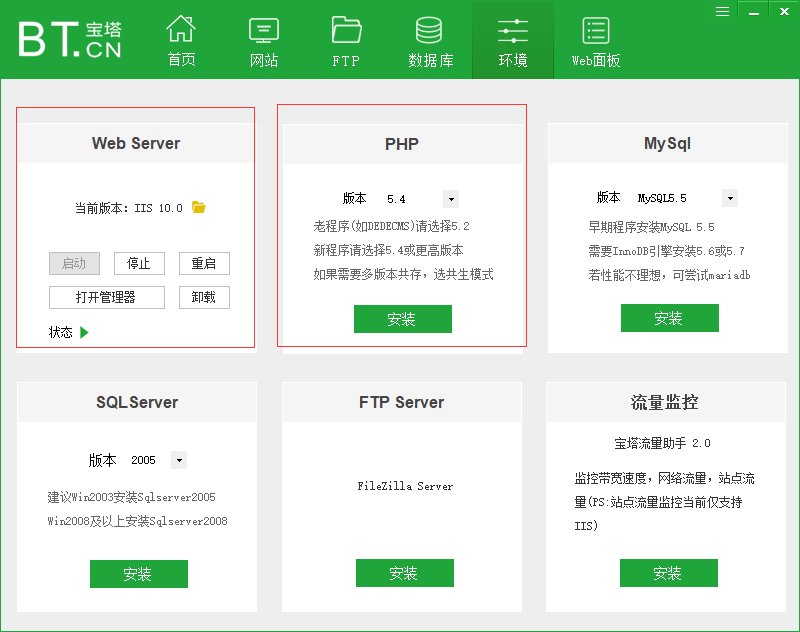 BT.CN 宝塔
首页
网站
FTP
数据库
环境
Web面板
Web Server
当前版本: IIS 10.0
启动 停止 重启
打开管理器 卸载
状态
PHP
版本 5.4
老程序(如DEDECMS)请选择5.2
新程序请选择5.4或更高版本
如果需要多版本共存，选共生模式
安装
MySql
版本 MySQL5.5
早期程序安装MySQL 5.5
需要InnoDB引擎安装5.6或5.7
若性能不理想，可尝试mariadb
安装
SQLServer
版本 2005
建议Win2003安装Sqlserver2005
Win2008及以上安装Sqlserver2008
安装
FTP Server
FileZilla Server
安装
流量监控
宝塔流量助手 2.0
监控带宽速度，网络流量，站点流
量(PS:站点流量监控当前仅支持
IIS)
安装